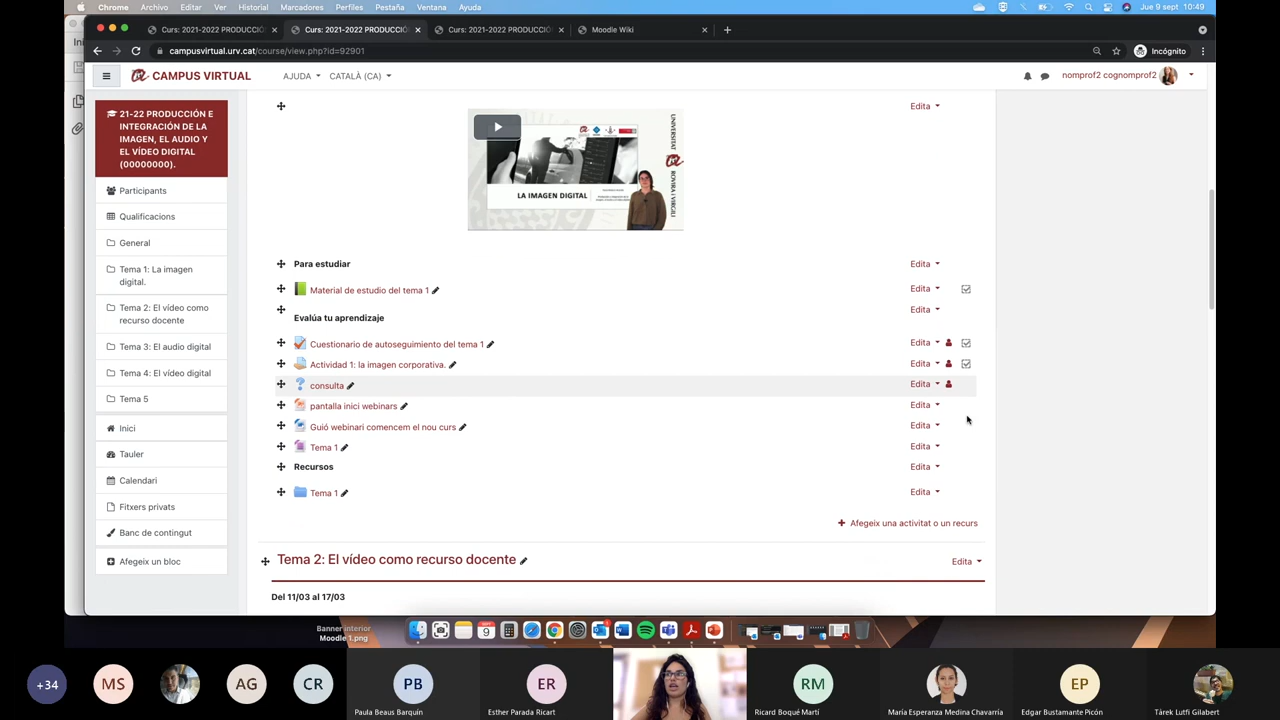 Chrome Archivo Editar Ver Historial Marcadores Perfiles Pestaña Ventana Ayuda
Jue 9 sept 10:49
Curs: 2021-2022 PRODUCCIÓ
Curs: 2021-2022 PRODUCCIÓ
Curs: 2021-2022 PRODUCCIÓ
Moodle Wiki
campusvirtual.urv.cat/course/view.php?id=92901
Incógnito
CAMPUS VIRTUAL
AJUDA
CATALÀ (CA)
nomprof2 cognomprof2
21-22 PRODUCCIÓN E
INTEGRACIÓN DE LA
IMAGEN, EL AUDIO Y
EL VÍDEO DIGITAL
(00000000).
Participants
Qualificacions
General
Tema 1: La imagen
digital.
Tema 2: El vídeo como
recurso docente
Tema 3: El audio digital
Tema 4: El vídeo digital
Tema 5
Inici
Tauler
Calendari
Fitxers privats
Banc de contingut
Afegeix un bloc
Edita
LA IMAGEN DIGITAL
UNIVERSITAT
ROVIRA i VIRGILI
Para estudiar Edita
Material de estudio del tema 1 Edita
Edita
Evalúa tu aprendizaje
Cuestionario de autoseguimiento del tema 1 Edita
Actividad 1: la imagen corporativa. Edita
consulta Edita
pantalla inici webinars Edita
Guió webinari comencem el nou curs Edita
Tema 1 Edita
Recursos Edita
Tema 1 Edita
Afegeix una activitat o un recurs
Tema 2: El vídeo como recurso docente Edita
Del 11/03 al 17/03
Banner interior
Moodle 1.png
+34
MS
AG
CR
PB
Paula Beaus Barquín
ER
Esther Parada Ricart
RM
Ricard Boqué Martí
María Esperanza Medina Chavarría
EP
Edgar Bustamante Picón
Tárek Lutfi Gilabert